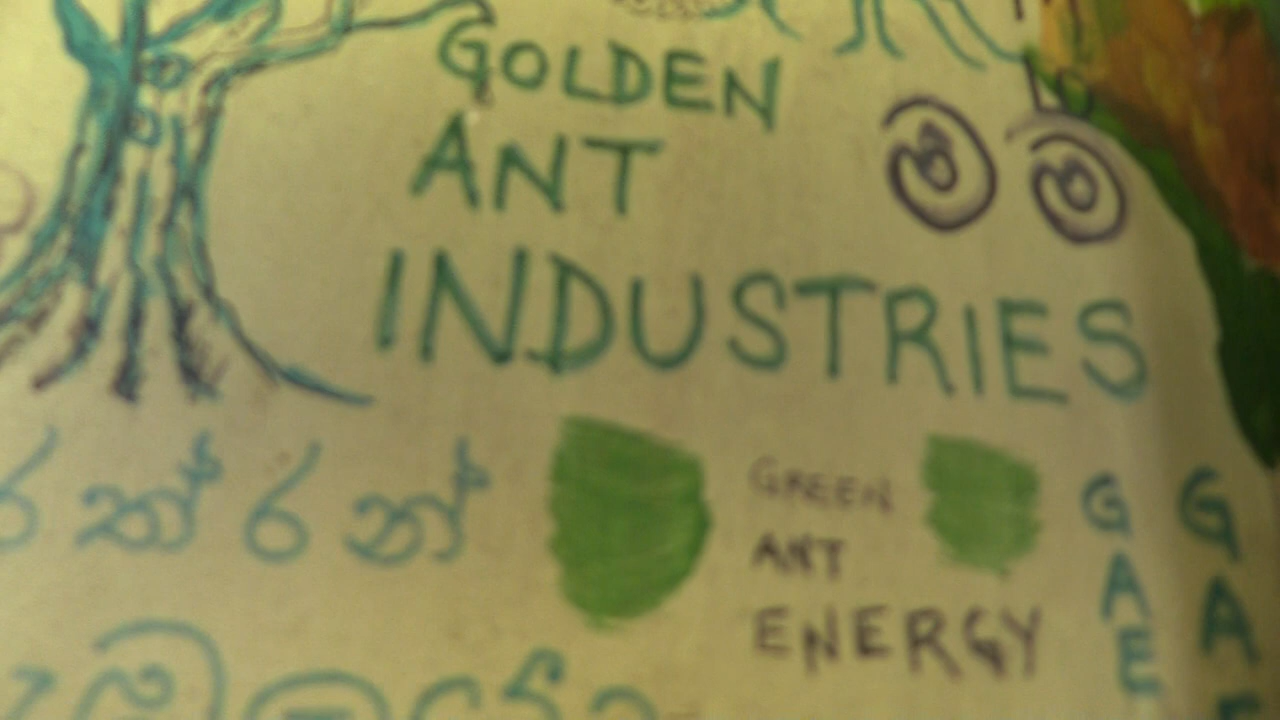 GOLDEN
ANT
INDUSTRIES
රත්රන්
GREEN
ANT
ENERGY
GAE
GAE